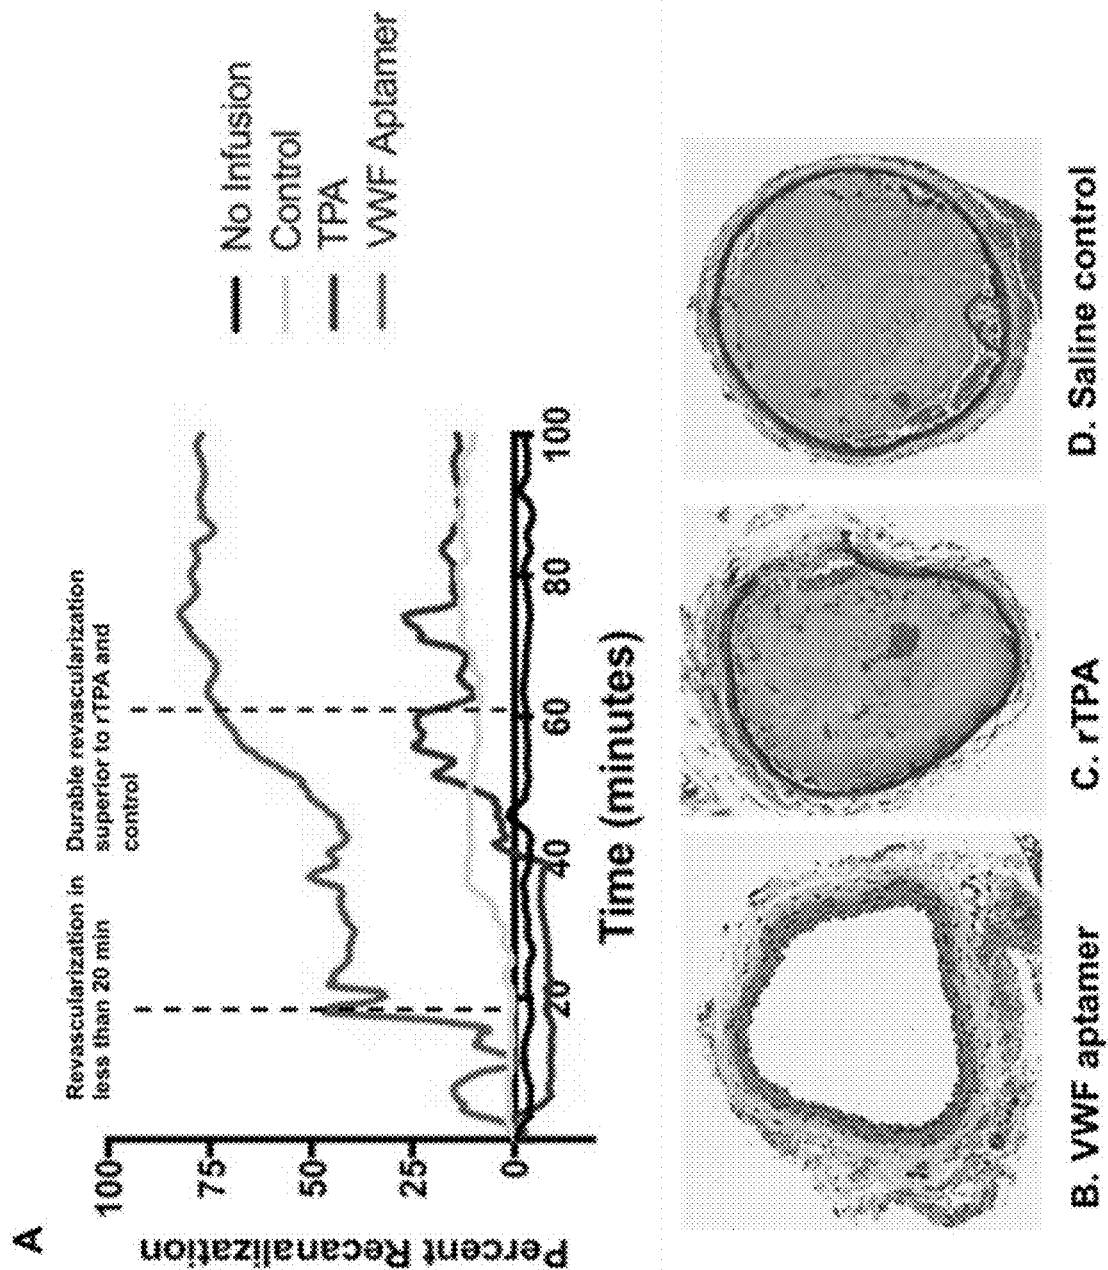 A
Revascularization in
less than 20 min
Durable revascularization
superior to rTPA and
control
Percent Recanalization
100
75
50
25
0
20
40
60
80
100
Time (minutes)
No Infusion
Control
TPA
VWF Aptamer
B. VWF aptamer
C. rTPA
D. Saline control